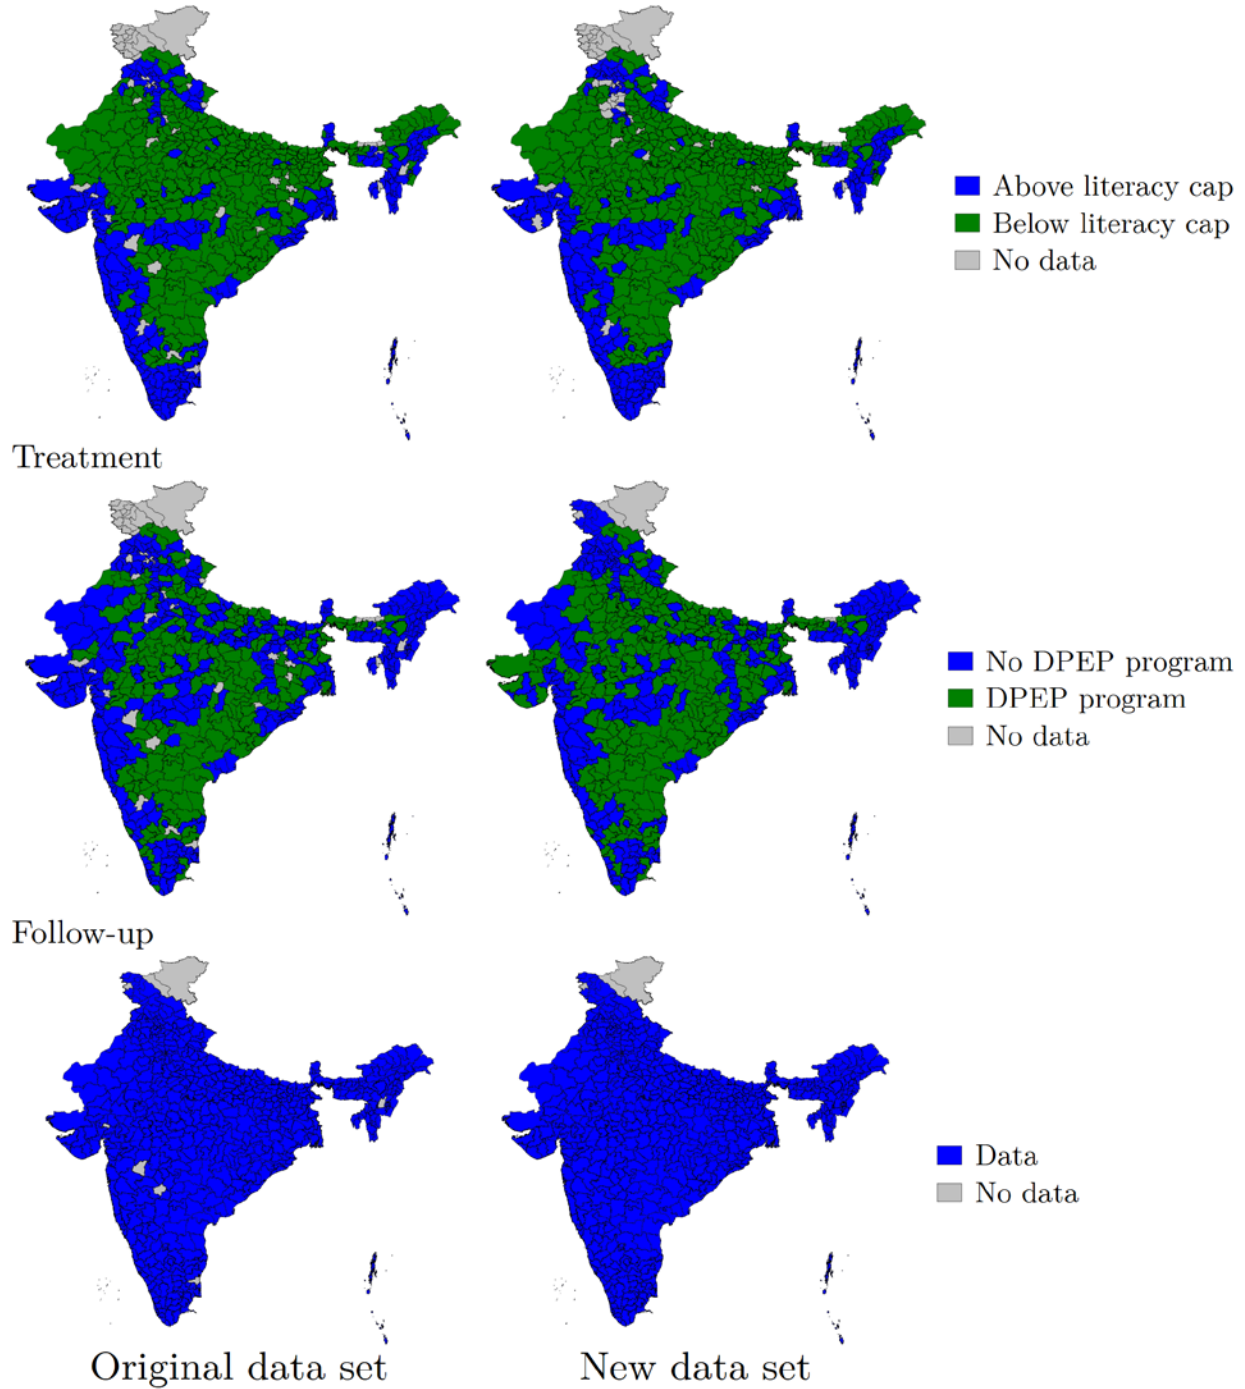 Above literacy cap
Below literacy cap
No data
Treatment
No DPEP program
DPEP program
No data
Follow-up
Data
No data
Original data set
New data set